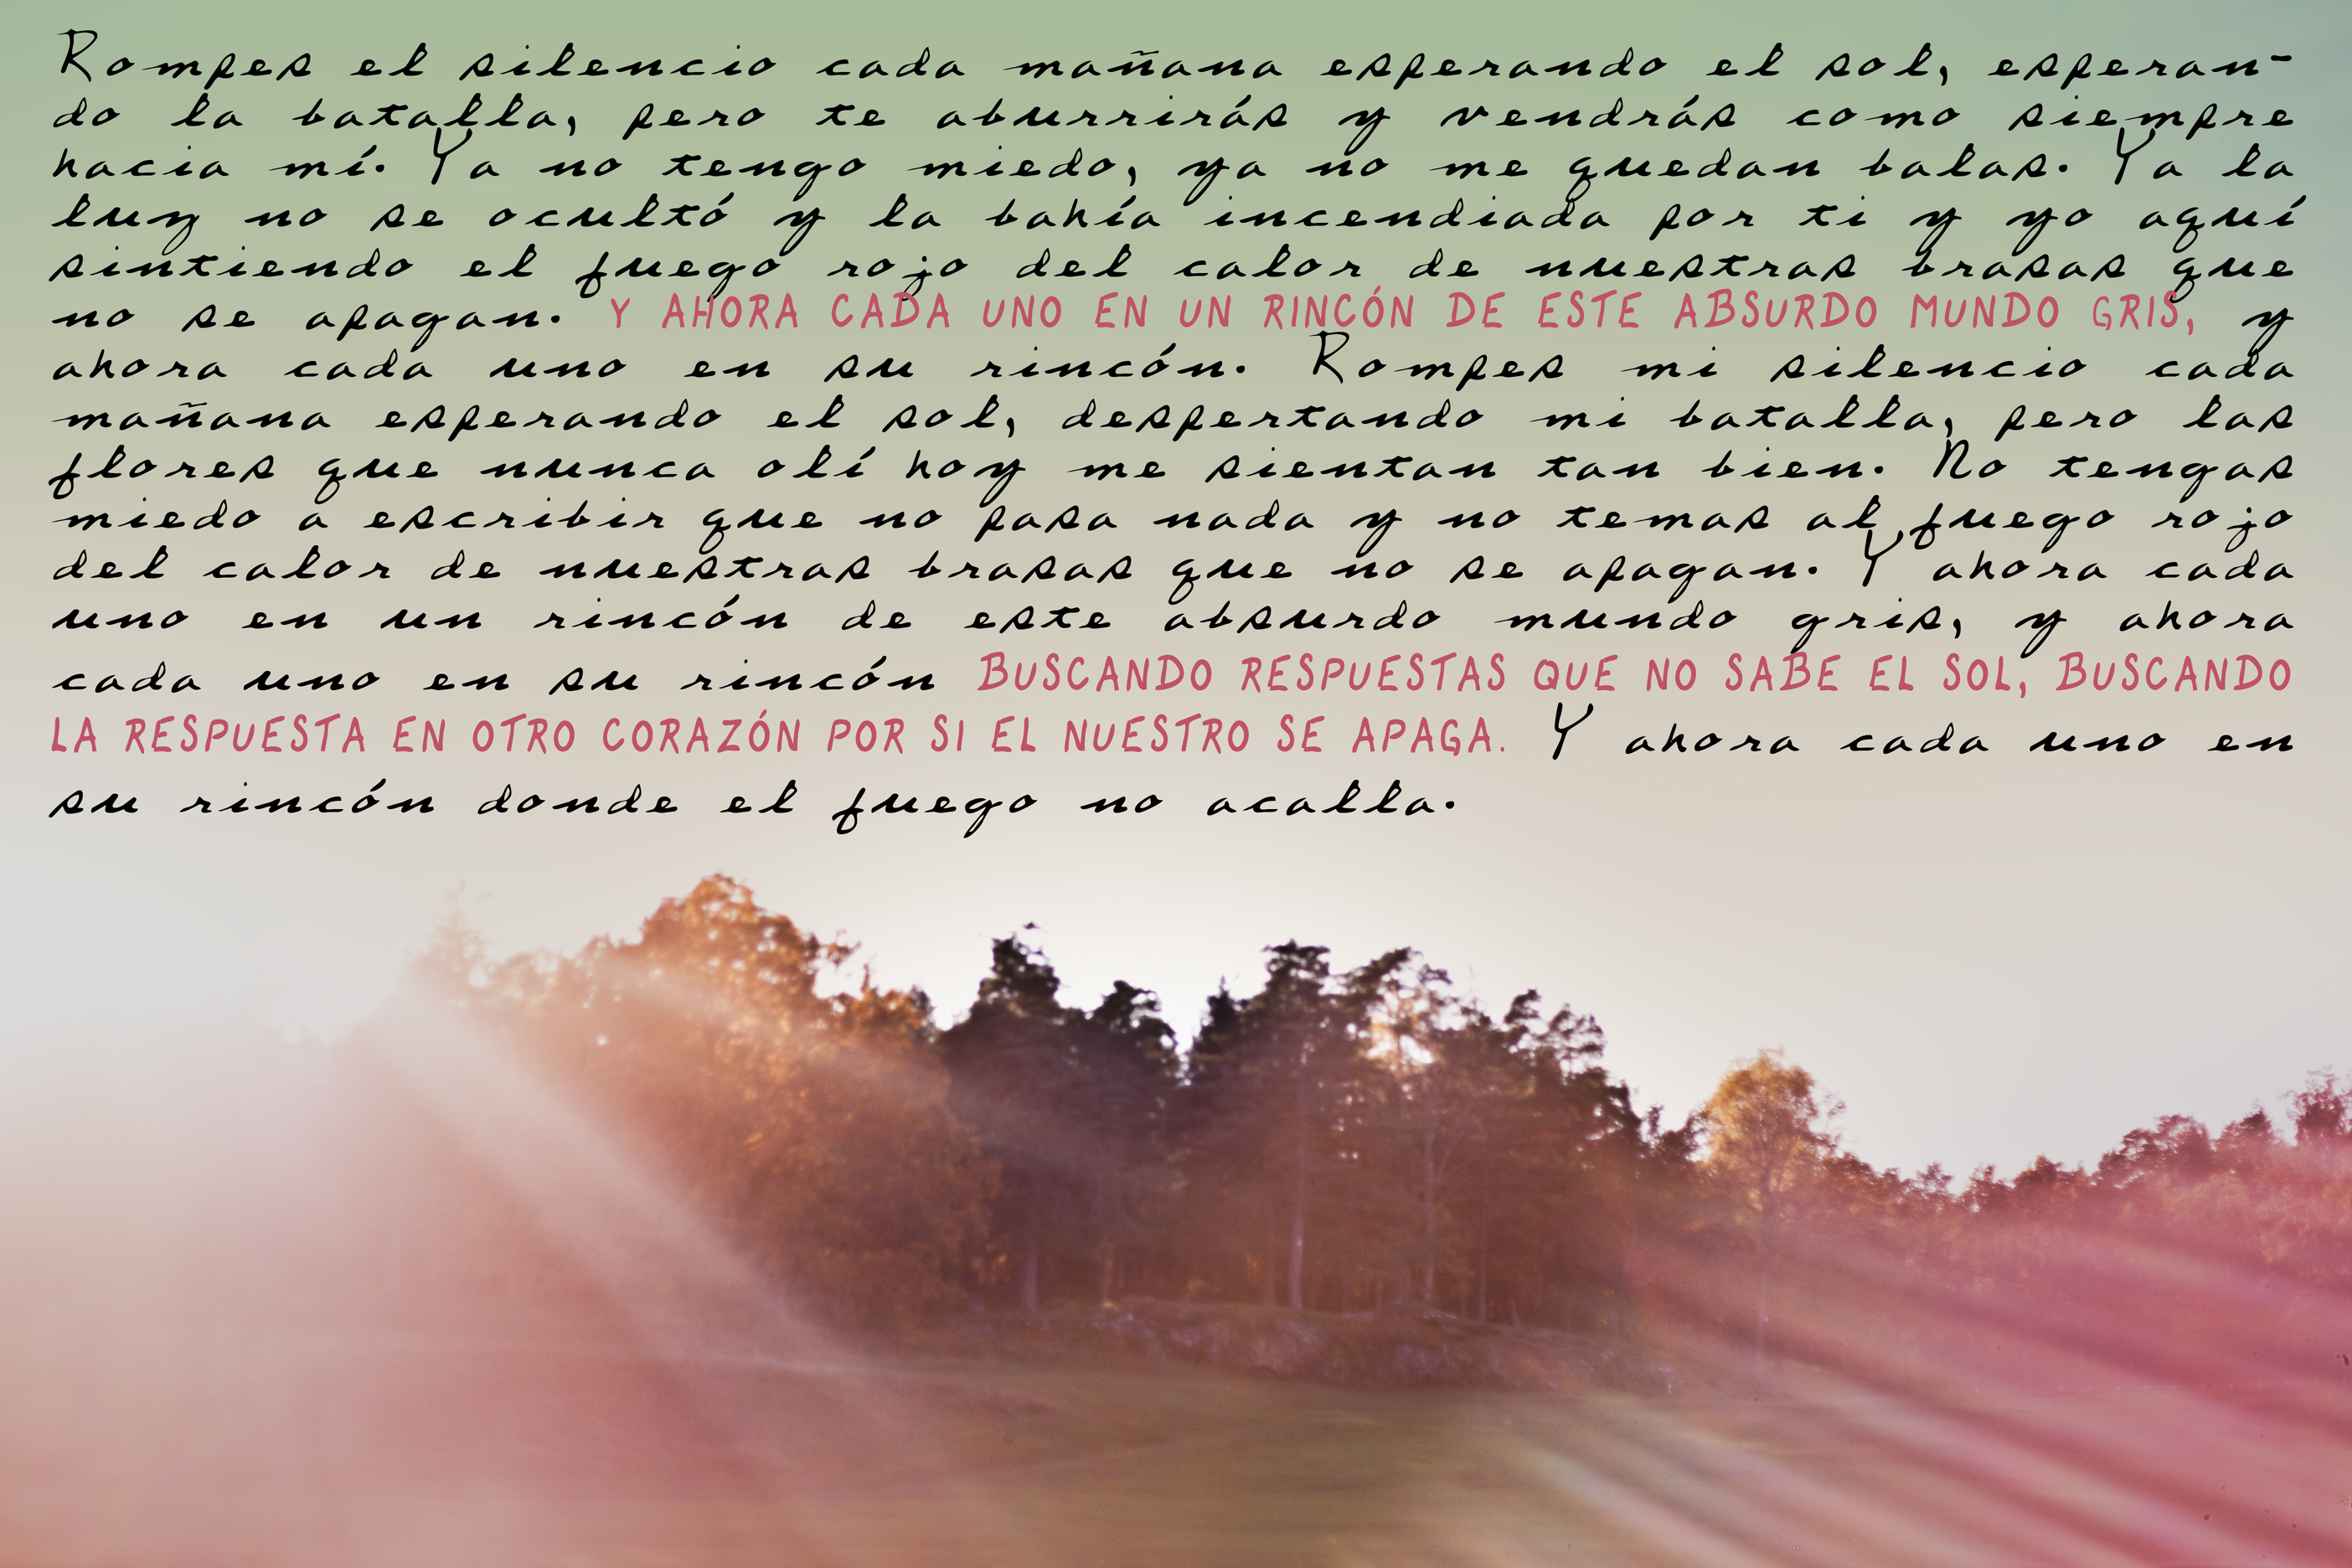 Rompes el silencio cada mañana esperando el sol, esperan-
do la batalla, pero te aburrirás y vendrás como siempre
hacia mí. Ya no tengo miedo, ya no me quedan balas. Ya la
luz no se ocultó y la bahía incendiada por ti y yo aquí
sintiendo el fuego rojo del calor de nuestras brasas que
no se apagan. Y AHORA CADA UNO EN UN RINCÓN DE ESTE ABSURDO MUNDO GRIS, y
ahora cada uno en su rincón. Rompes mi silencio cada
mañana esperando el sol, despertando mi batalla, pero las
flores que nunca olí hoy me sientan tan bien. No tengas
miedo a escribir que no pasa nada y no temas al fuego rojo
del calor de nuestras brasas que no se apagan. Y ahora cada
uno en un rincón de este absurdo mundo gris, y ahora
cada uno en su rincón BUSCANDO RESPUESTAS QUE NO SABE EL SOL, BUSCANDO
LA RESPUESTA EN OTRO CORAZÓN POR SI EL NUESTRO SE APAGA. Y ahora cada uno en
su rincón donde el fuego no acalla.